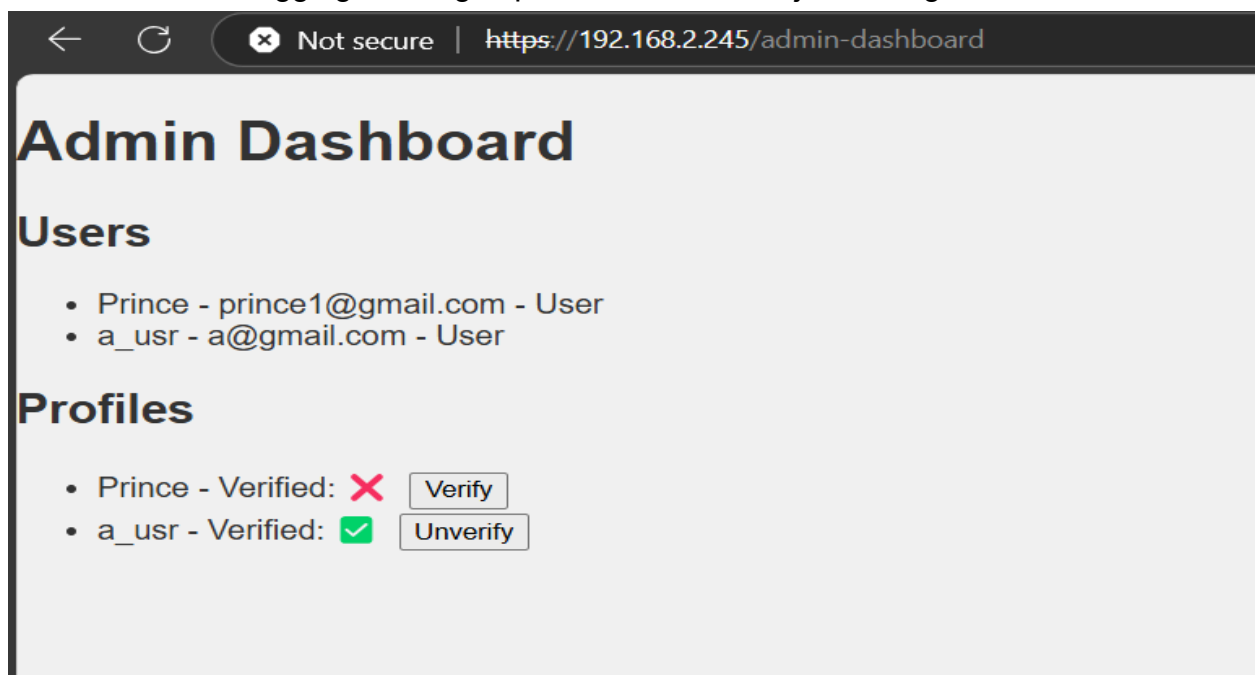 Not secure | https://192.168.2.245/admin-dashboard
Admin Dashboard
Users
• Prince - prince1@gmail.com - User
• a_usr - a@gmail.com - User
Profiles
• Prince - Verified: ❌ Verify
• a_usr - Verified: ✅ Unverify